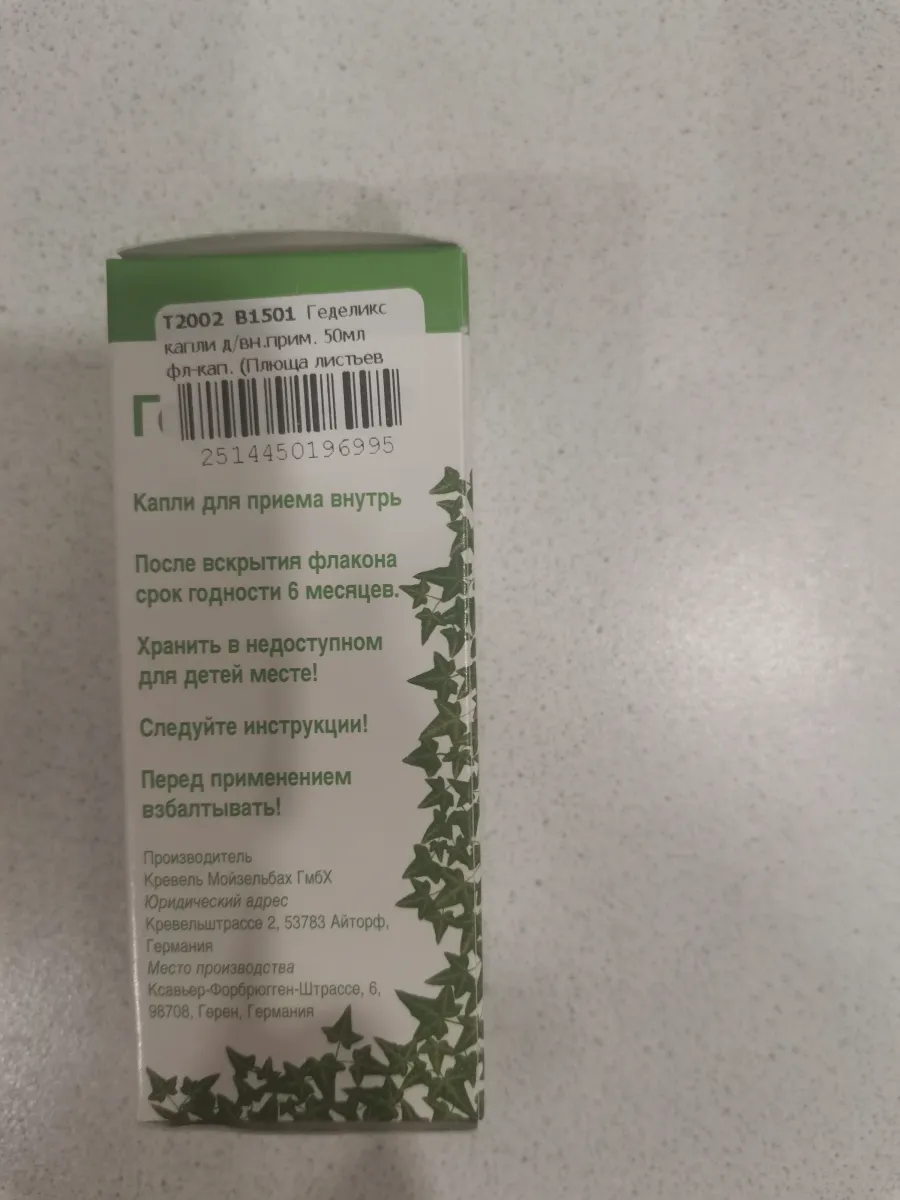 T2002 B1501 Геделикс
капли д/вн.прим. 50мл
фл-кап. (Плюща листьев
2514450196995
Капли для приема внутрь
После вскрытия флакона
срок годности 6 месяцев.
Хранить в недоступном
для детей месте!
Следуйте инструкции!
Перед применением
взбалтывать!
Производитель
Кревель Мойзельбах ГмбХ
Юридический адрес
Кревельштрассе 2, 53783 Айторф,
Германия
Место производства
Ксавьер-Форбрюгген-Штрассе, 6,
98708, Герен, Германия